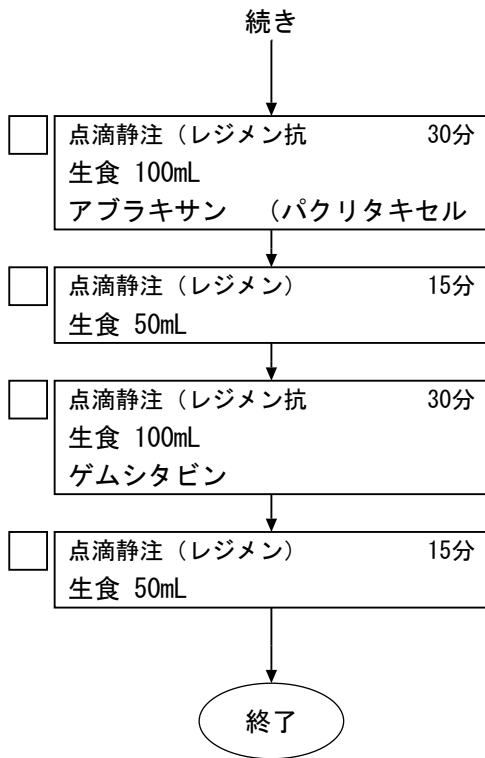 続き
点滴静注（レジメン抗 30分
生食 100mL
アブラキサン （パクリタキセル
点滴静注（レジメン） 15分
生食 50mL
点滴静注（レジメン抗 30分
生食 100mL
ゲムシタビン
点滴静注（レジメン） 15分
生食 50mL
終了